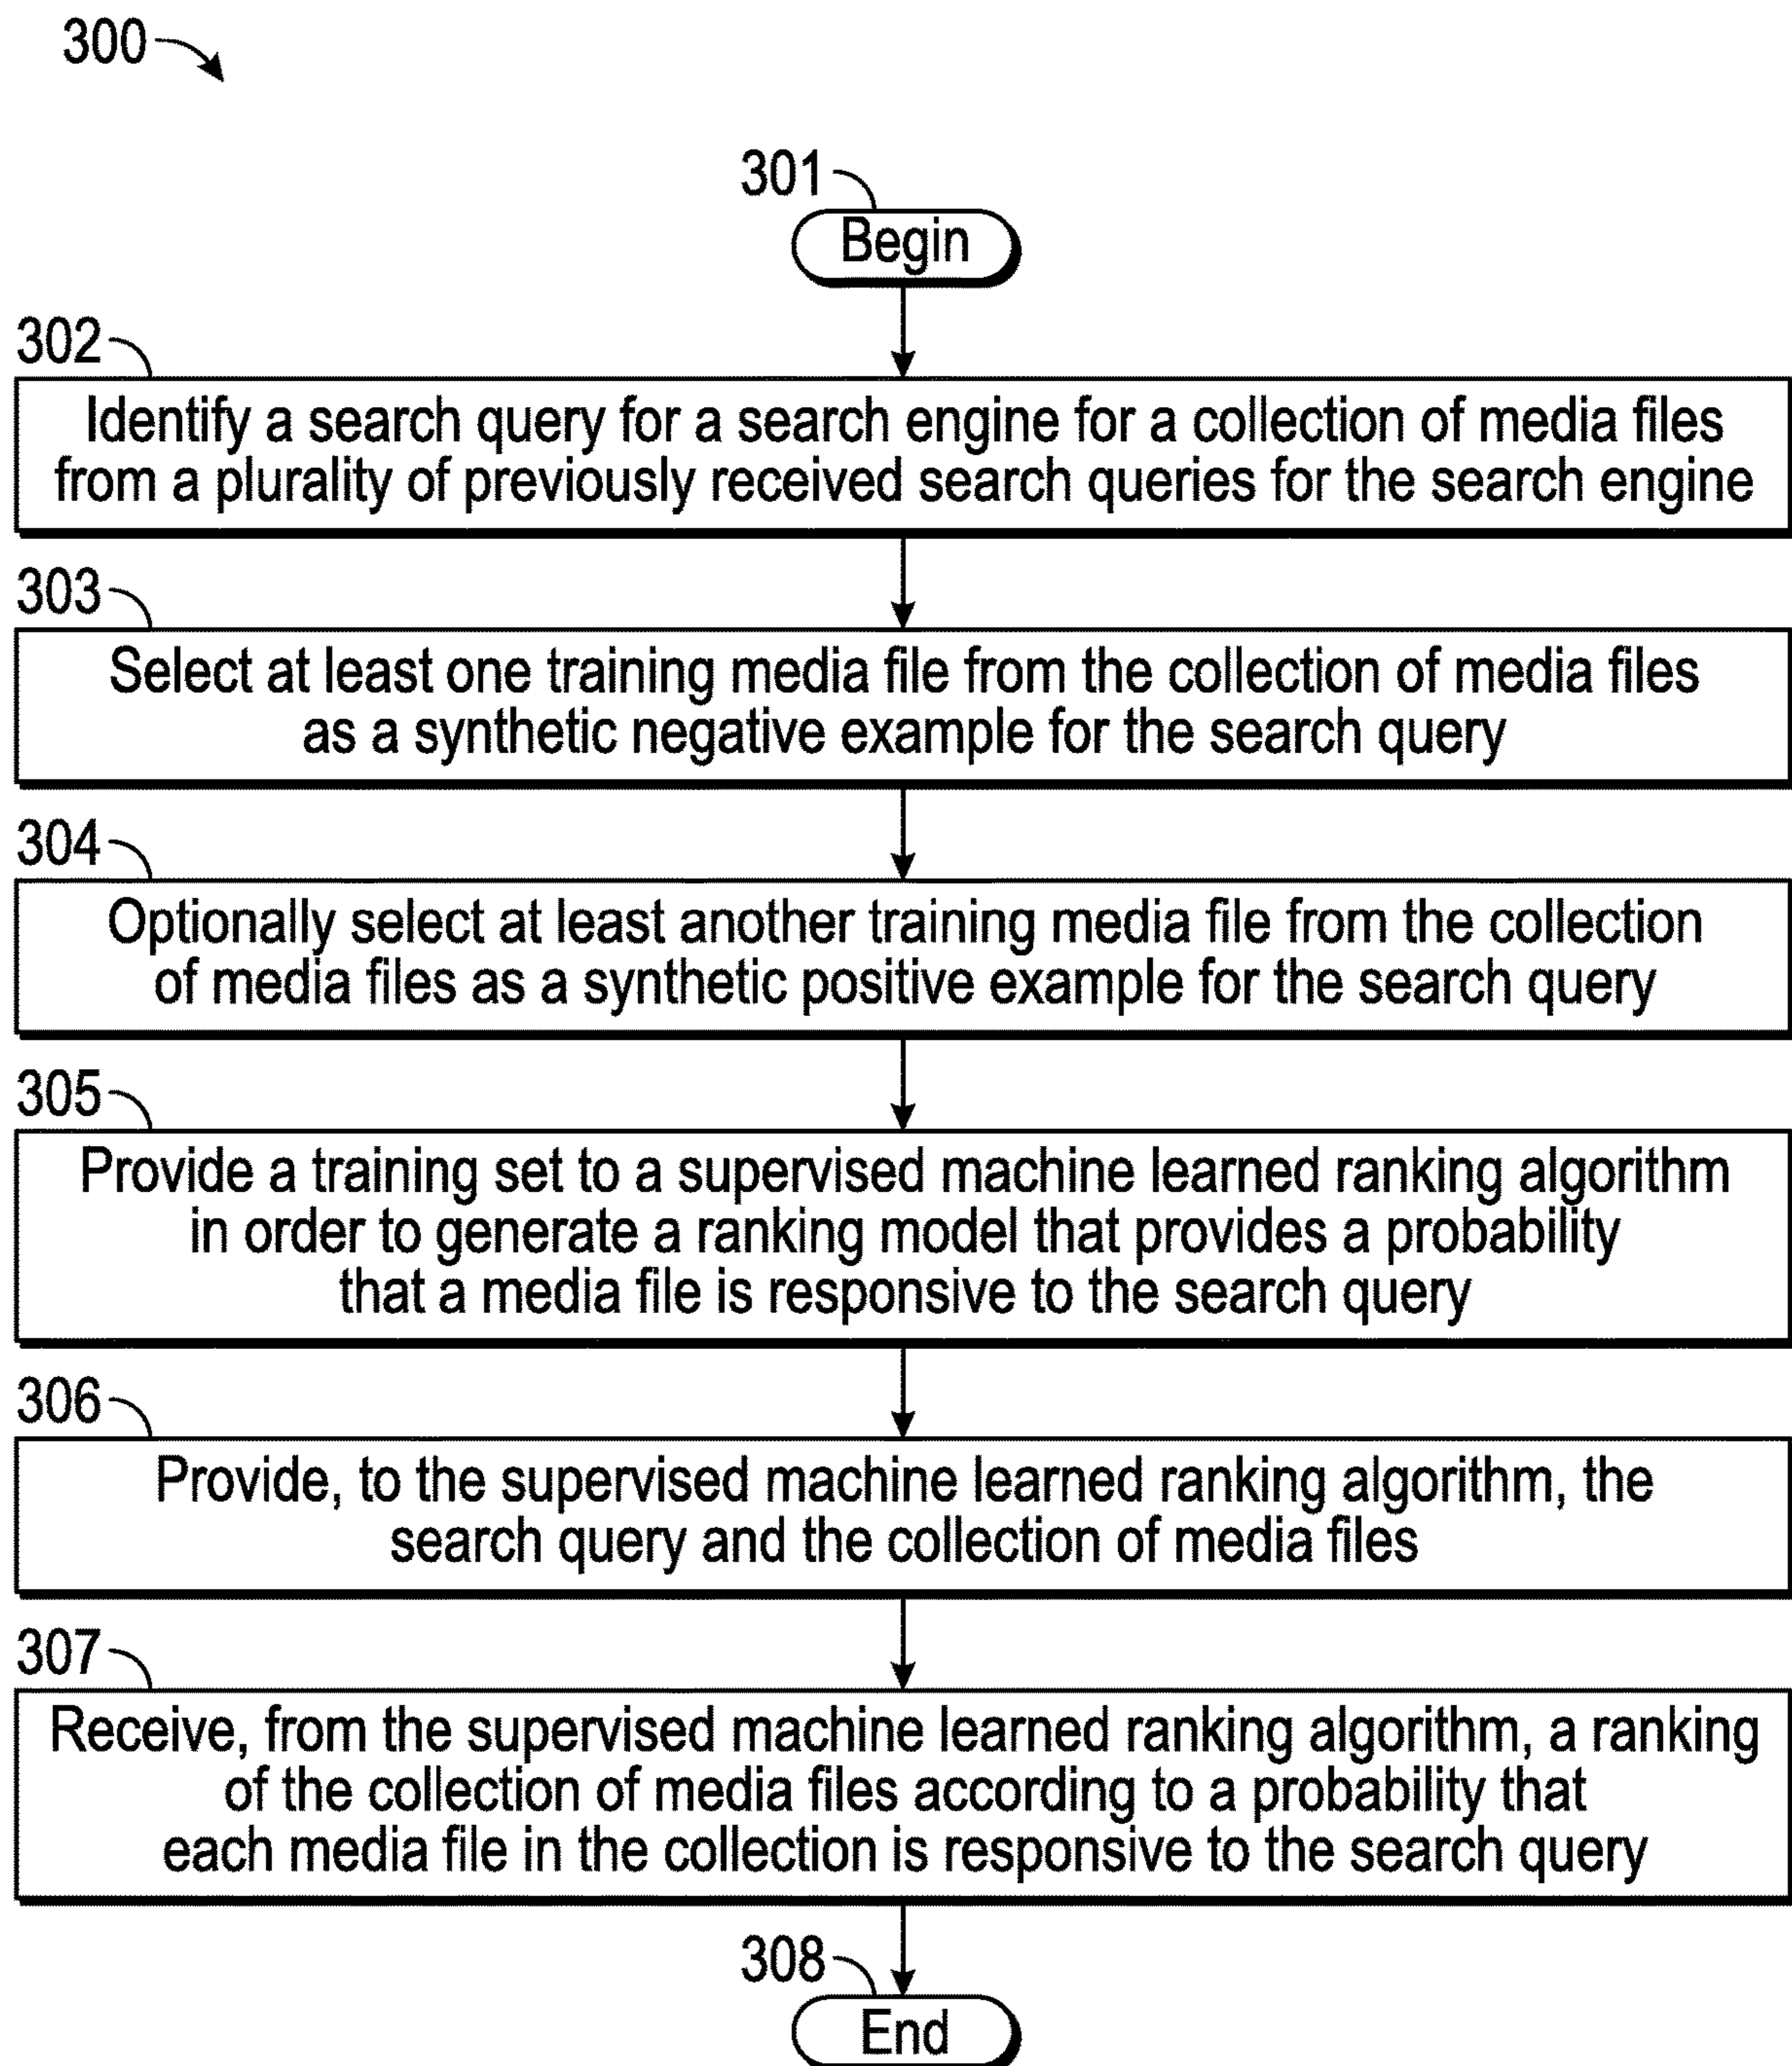 300
301
Begin
302
Identify a search query for a search engine for a collection of media files
from a plurality of previously received search queries for the search engine
303
Select at least one training media file from the collection of media files
as a synthetic negative example for the search query
304
Optionally select at least another training media file from the collection
of media files as a synthetic positive example for the search query
305
Provide a training set to a supervised machine learned ranking algorithm
in order to generate a ranking model that provides a probability
that a media file is responsive to the search query
306
Provide, to the supervised machine learned ranking algorithm, the
search query and the collection of media files
307
Receive, from the supervised machine learned ranking algorithm, a ranking
of the collection of media files according to a probability that
each media file in the collection is responsive to the search query
308
End